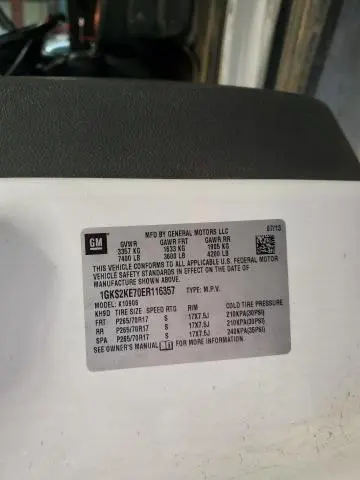 GM
MFD BY GENERAL MOTORS LLC 07/13
GVWR GAWR FRT GAWR RR
3357 KG 1633 KG 1905 KG
7400 LB 3600 LB 4200 LB
THIS VEHICLE CONFORMS TO ALL APPLICABLE U.S. FEDERAL MOTOR
VEHICLE SAFETY STANDARDS IN EFFECT ON THE DATE OF
MANUFACTURE SHOWN ABOVE.
1GKS2KE70ER116357 TYPE: M.P.V.
MODEL: K10906
KH9D TIRE SIZE SPEED RTG RIM COLD TIRE PRESSURE
FRT P265/70R17 S 17X7.5J 210KPA(30PSI)
RR P265/70R17 S 17X7.5J 210KPA(30PSI)
SPA P265/70R17 S 17X7.5J 240KPA(35PSI)
SEE OWNER'S MANUAL FOR MORE INFORMATION.